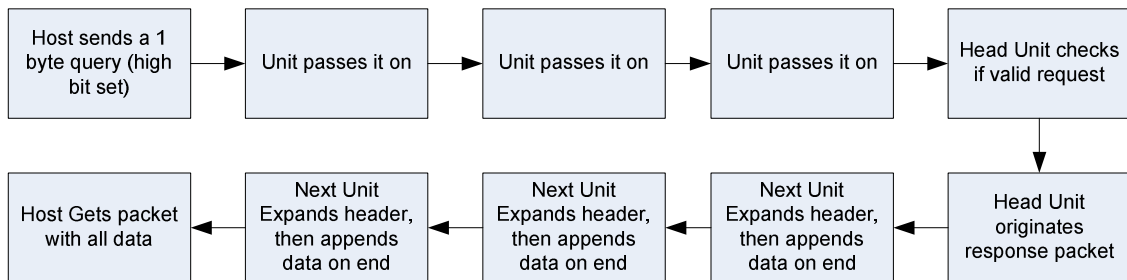 Host sends a 1
byte query (high
bit set)
Unit passes it on
Unit passes it on
Unit passes it on
Head Unit checks
if valid request
Host Gets packet
with all data
Next Unit
Expands header,
then appends
data on end
Next Unit
Expands header,
then appends
data on end
Next Unit
Expands header,
then appends
data on end
Head Unit
originates
response packet